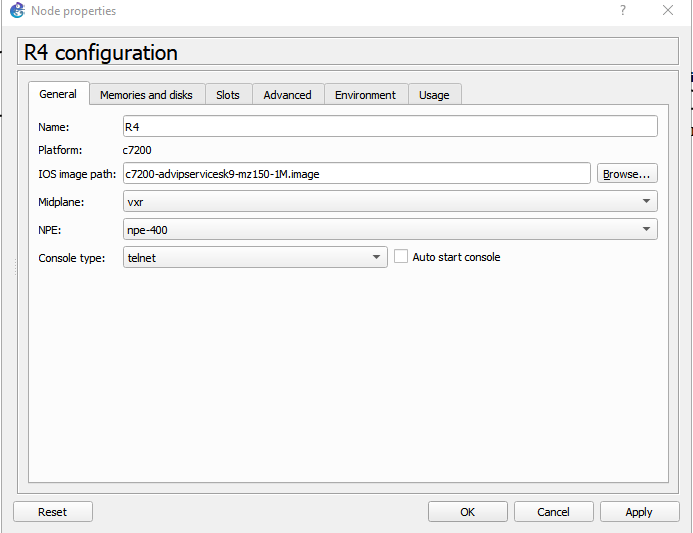 Node properties
?
R4 configuration
General Memories and disks Slots Advanced Environment Usage
Name: R4
Platform: c7200
IOS image path: c7200-advipservicesk9-mz150-1M.image Browse...
Midplane: vxr
NPE: npe-400
Console type: telnet Auto start console
Reset OK Cancel Apply